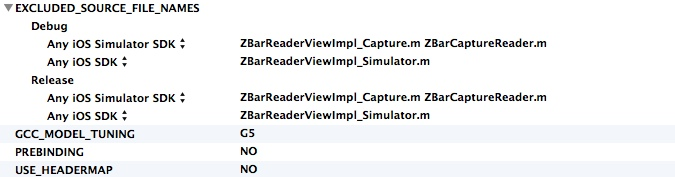 EXCLUDED_SOURCE_FILE_NAMES
Debug
Any iOS Simulator SDK ZBarReaderViewImpl_Capture.m ZBarCaptureReader.m
Any iOS SDK ZBarReaderViewImpl_Simulator.m
Release
Any iOS Simulator SDK ZBarReaderViewImpl_Capture.m ZBarCaptureReader.m
Any iOS SDK ZBarReaderViewImpl_Simulator.m
GCC_MODEL_TUNING G5
PREBINDING NO
USE_HEADERMAP NO